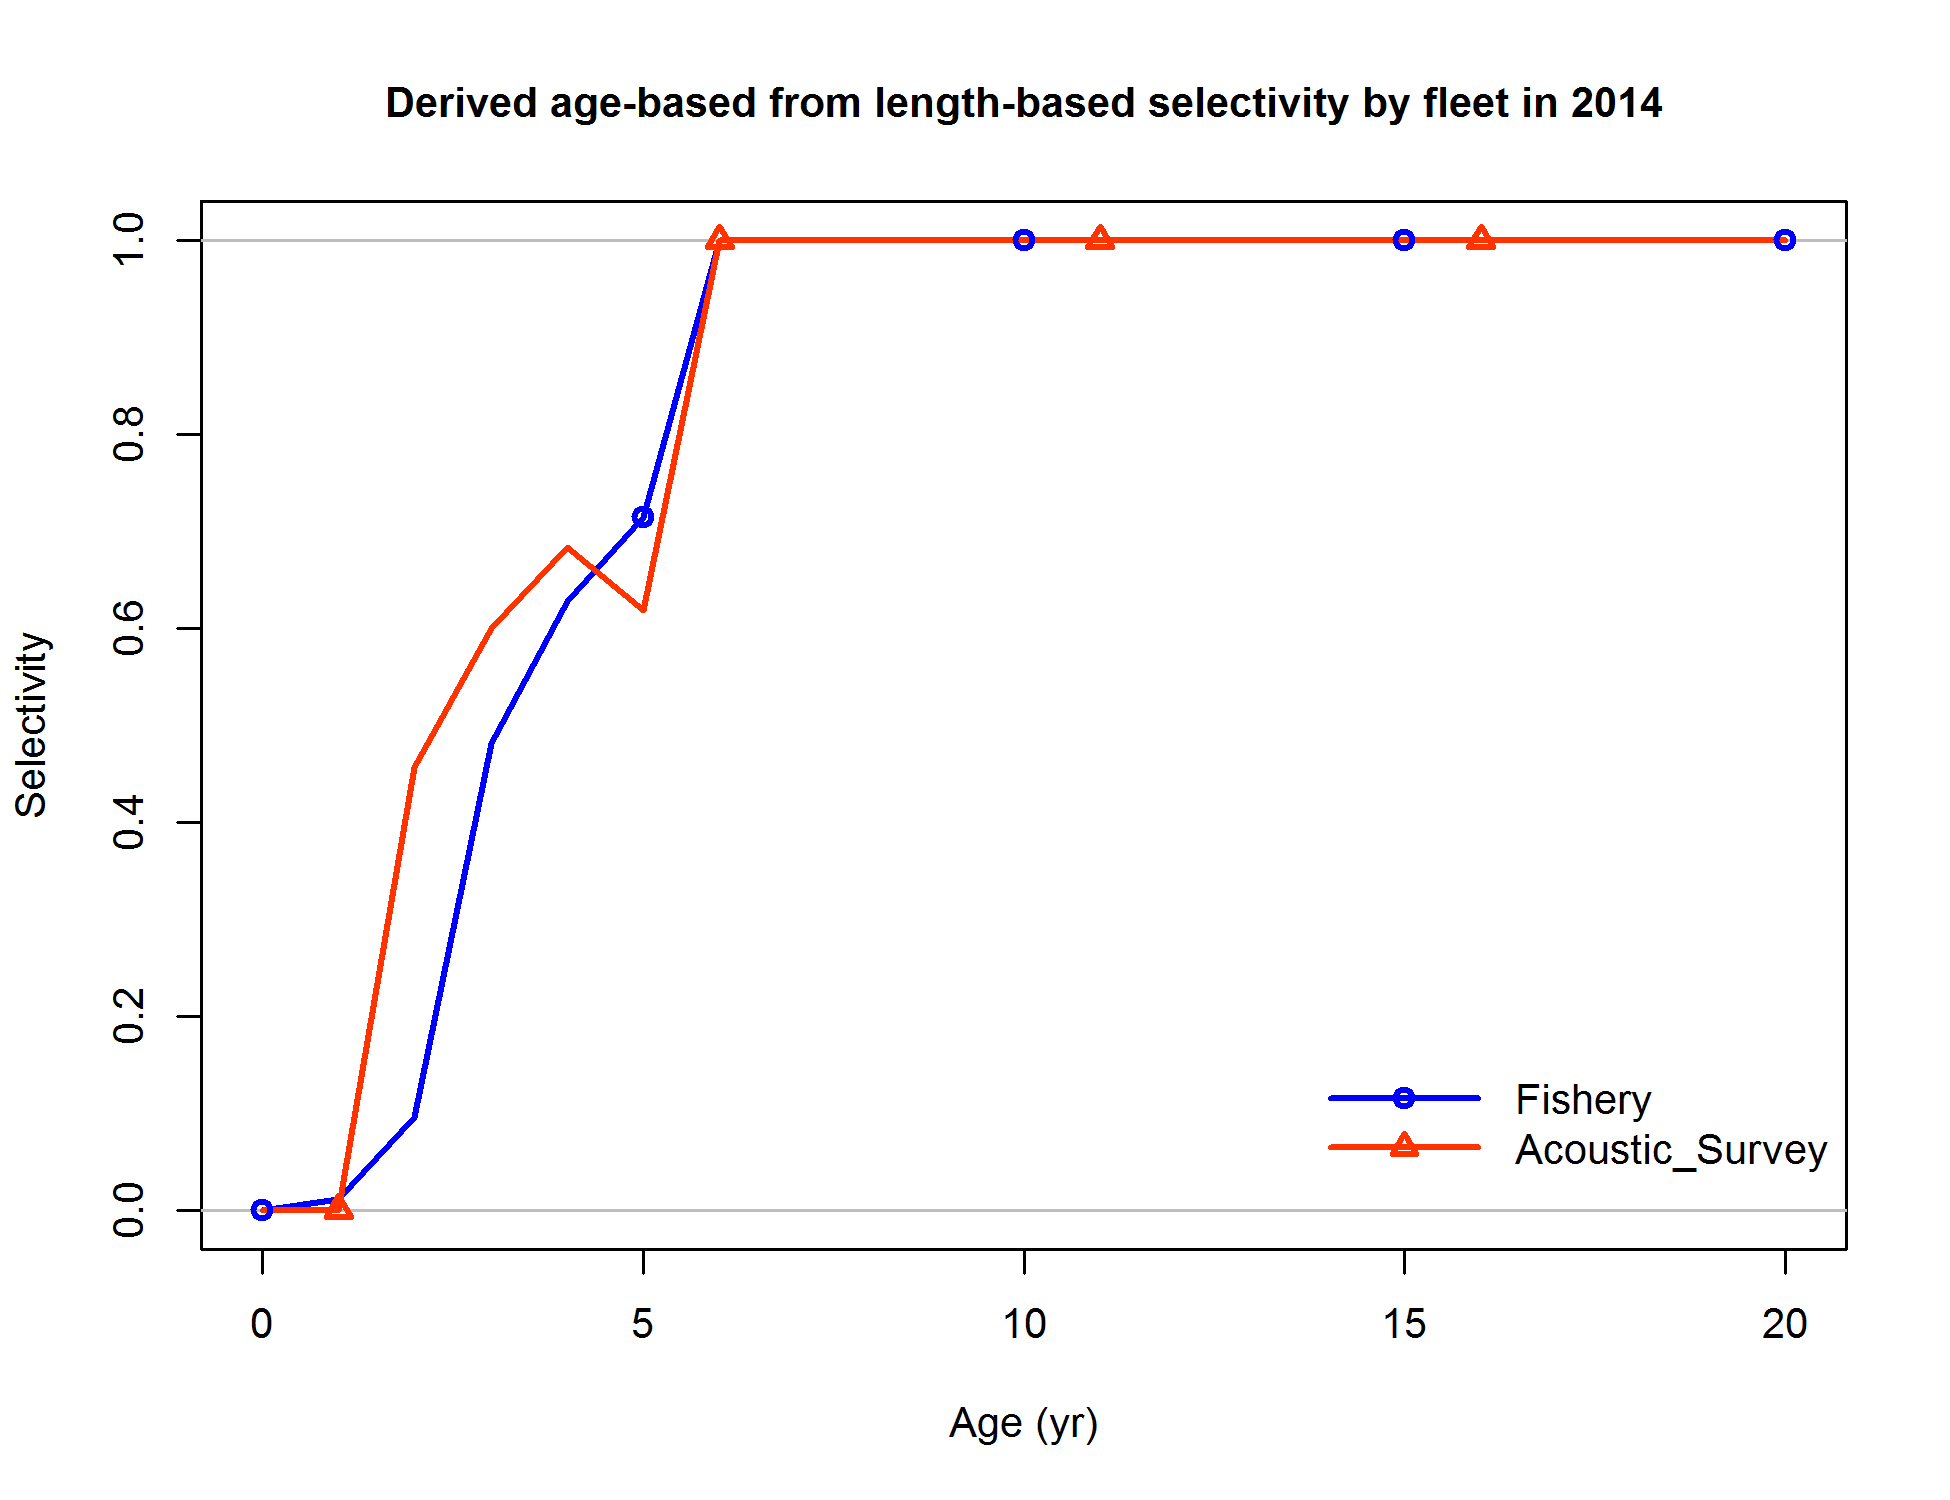 Derived age-based from length-based selectivity by fleet in 2014
1.0
0.8
0.6
0.4
0.2
0.0
Selectivity
Fishery
Acoustic_Survey
0 5 10 15 20
Age (yr)